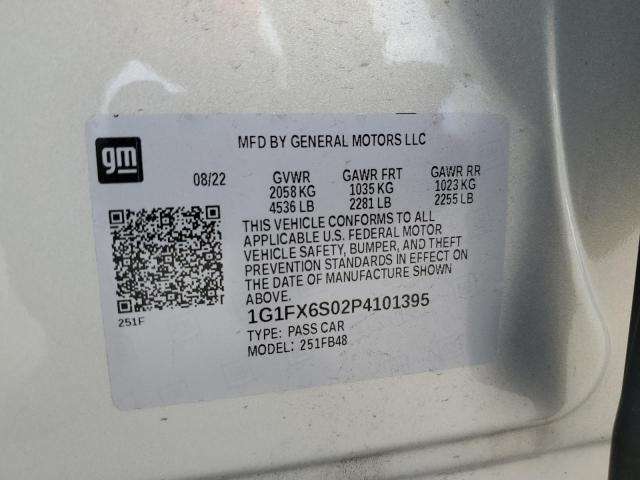 gm
MFD BY GENERAL MOTORS LLC
08/22
GVWR GAWR FRT GAWR RR
2058 KG 1035 KG 1023 KG
4536 LB 2281 LB 2255 LB
THIS VEHICLE CONFORMS TO ALL
APPLICABLE U.S. FEDERAL MOTOR
VEHICLE SAFETY, BUMPER, AND THEFT
PREVENTION STANDARDS IN EFFECT ON
THE DATE OF MANUFACTURE SHOWN
ABOVE.
251F
1G1FX6S02P4101395
TYPE: PASS CAR
MODEL: 251FB48